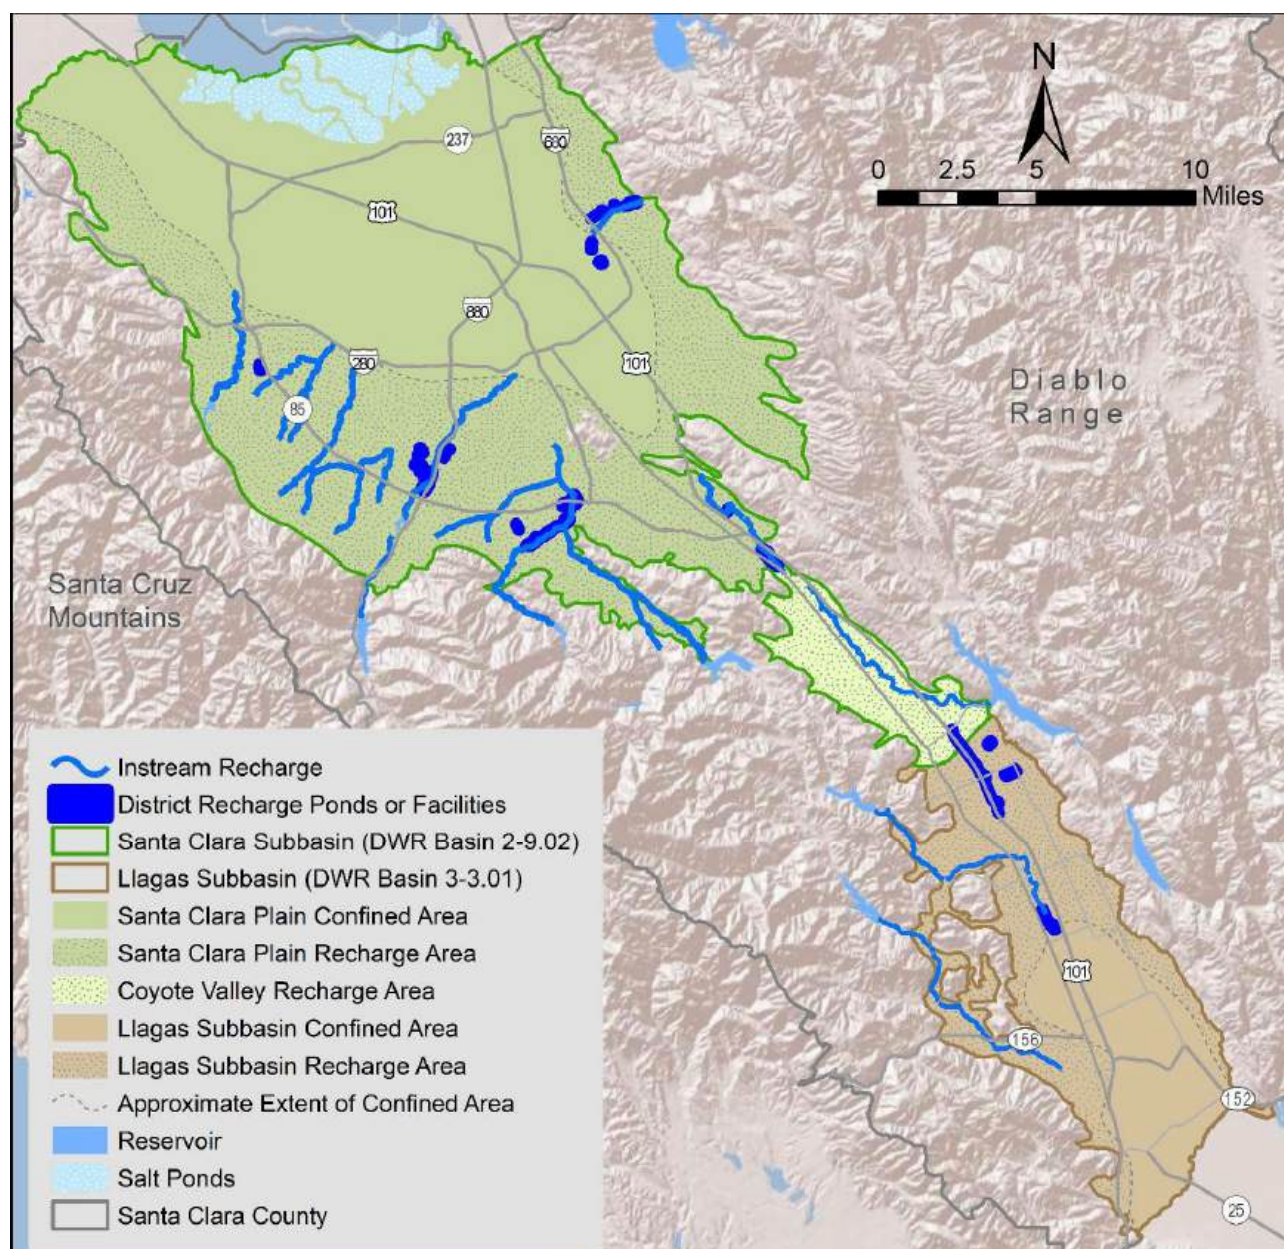 N
0 2.5 5 10
Miles
237
680
101
880
101
280
85
Diablo
Range
Santa Cruz
Mountains
Instream Recharge
District Recharge Ponds or Facilities
Santa Clara Subbasin (DWR Basin 2-9.02)
Llagas Subbasin (DWR Basin 3-3.01)
Santa Clara Plain Confined Area
Santa Clara Plain Recharge Area
Coyote Valley Recharge Area
Llagas Subbasin Confined Area
Llagas Subbasin Recharge Area
Approximate Extent of Confined Area
Reservoir
Salt Ponds
Santa Clara County
101
156
152
25